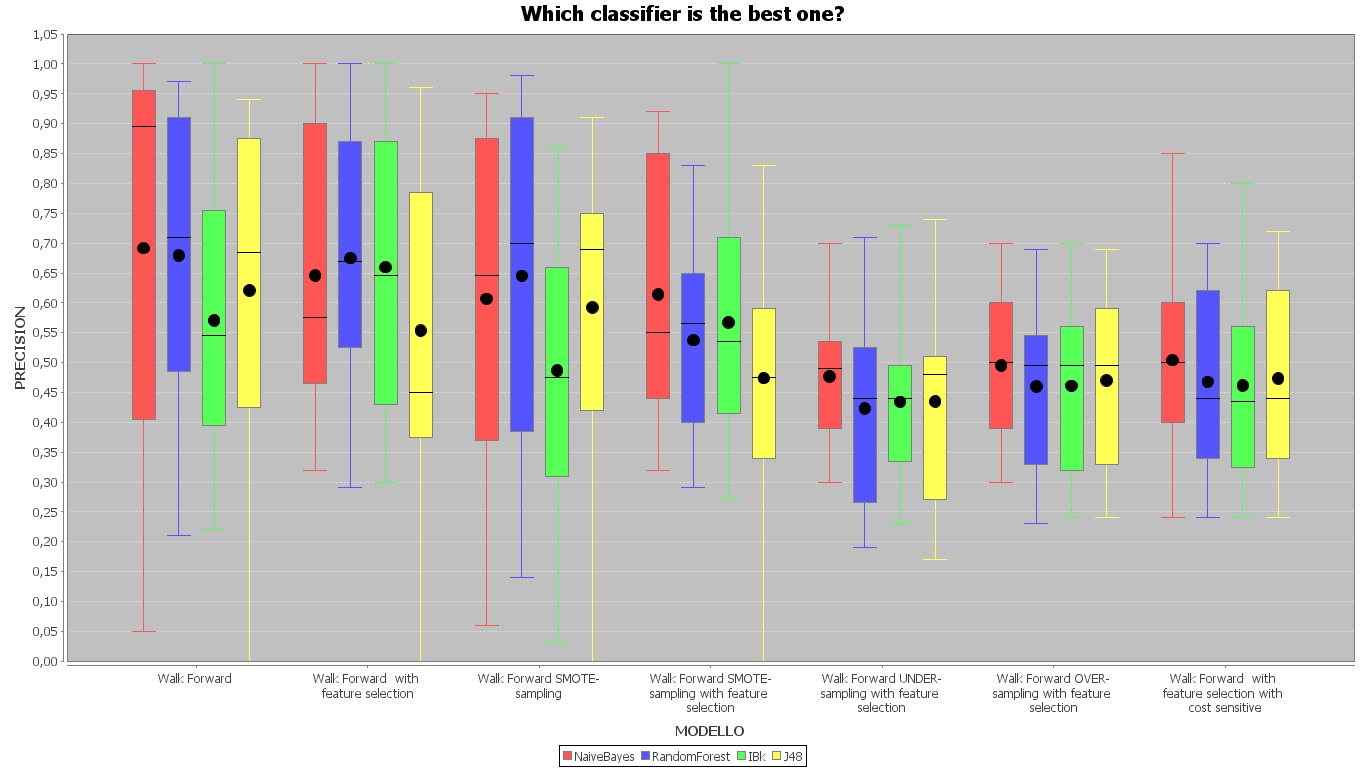 Which classifier is the best one?
1,05
1,00
0,95
0,90
0,85
0,80
0,75
0,70
0,65
0,60
0,55
0,50
0,45
0,40
0,35
0,30
0,25
0,20
0,15
0,10
0,05
0,00
PRECISION
Walk Forward
Walk Forward with
feature selection
Walk Forward SMOTE-
sampling
Walk Forward SMOTE-
sampling with feature
selection
Walk Forward UNDER-
sampling with feature
selection
Walk Forward OVER-
sampling with feature
selection
Walk Forward with
feature selection with
cost sensitive
MODELLO
NaiveBayes RandomForest IBk J48